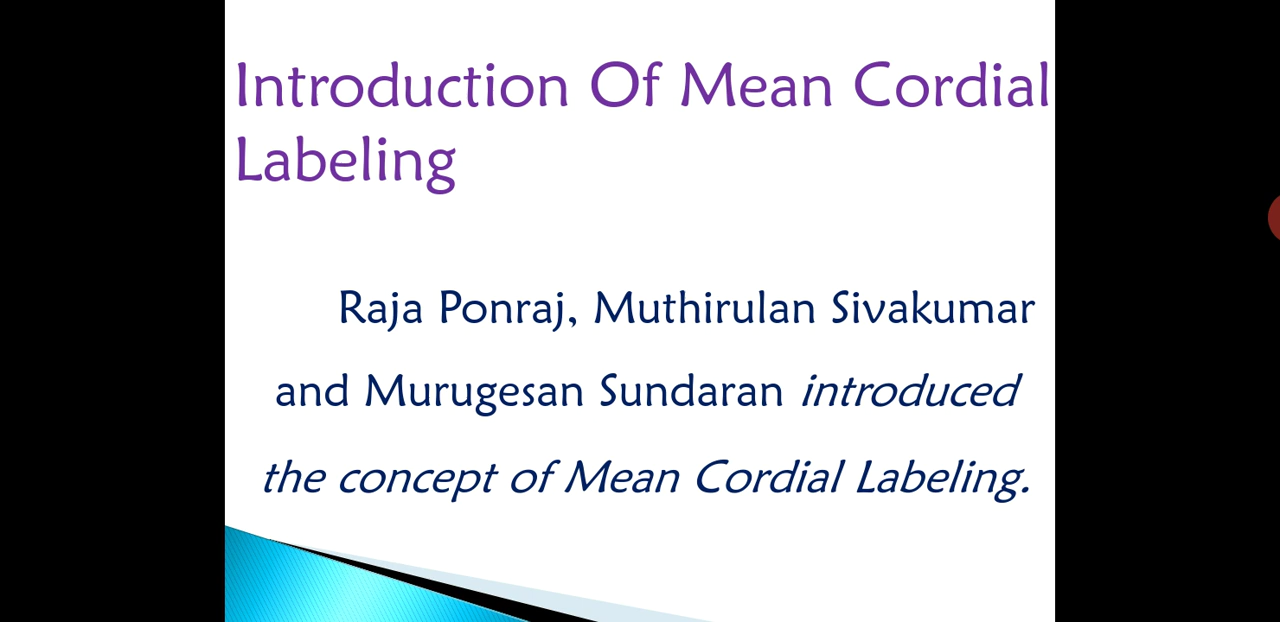 Introduction Of Mean Cordial
Labeling
Raja Ponraj, Muthirulan Sivakumar
and Murugesan Sundaran introduced
the concept of Mean Cordial Labeling.